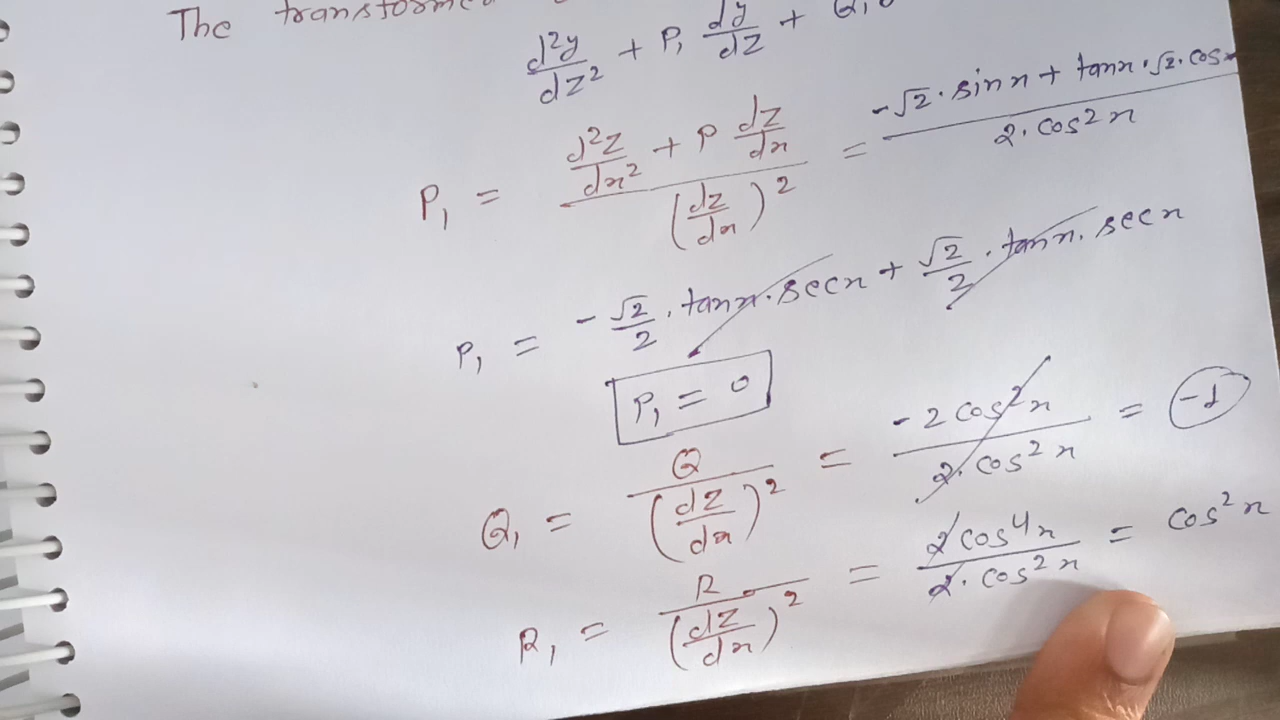 The transformed
d²y/dz² + P₁ dy/dz + Q₁
P₁ = (d²z/dx² + P dz/dx) / (dz/dx)² = (-√2 · sin x + tan x · √2 · cos x) / (2 · cos² x)
P₁ = -√2/2 · tan x · sec x + √2/2 · tan x · sec x
P₁ = 0
Q₁ = Q / (dz/dx)² = -2 cos² x / 2 · cos² x = -1
R₁ = R / (dz/dx)² = 2 cos⁴ x / 2 · cos² x = cos² x